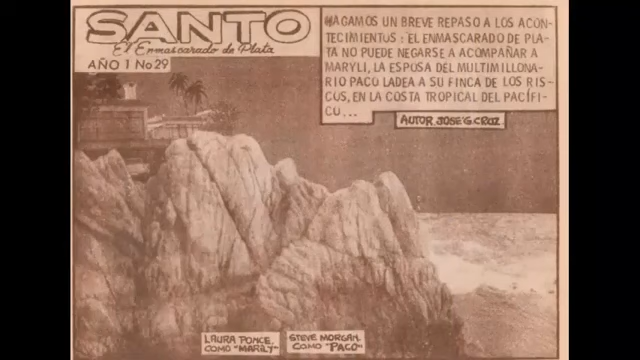 SANTO
El Enmascarado de Plata
AÑO 1 No 29
HAGAMOS UN BREVE REPASO A LOS ACON-
TECIMIENTOS: EL ENMASCARADO DE PLA-
TA NO PUEDE NEGARSE A ACOMPAÑAR A
MARYLI, LA ESPOSA DEL MULTIMILLONA-
RIO PACO LADEA A SU FINCA DE LOS RIS-
COS, EN LA COSTA TROPICAL DEL PACÍFI-
CO...
AUTOR JOSE G. CRUZ
LAURA PONCE,
COMO "MARILY"
STEVE MORGAN,
COMO "PACO"